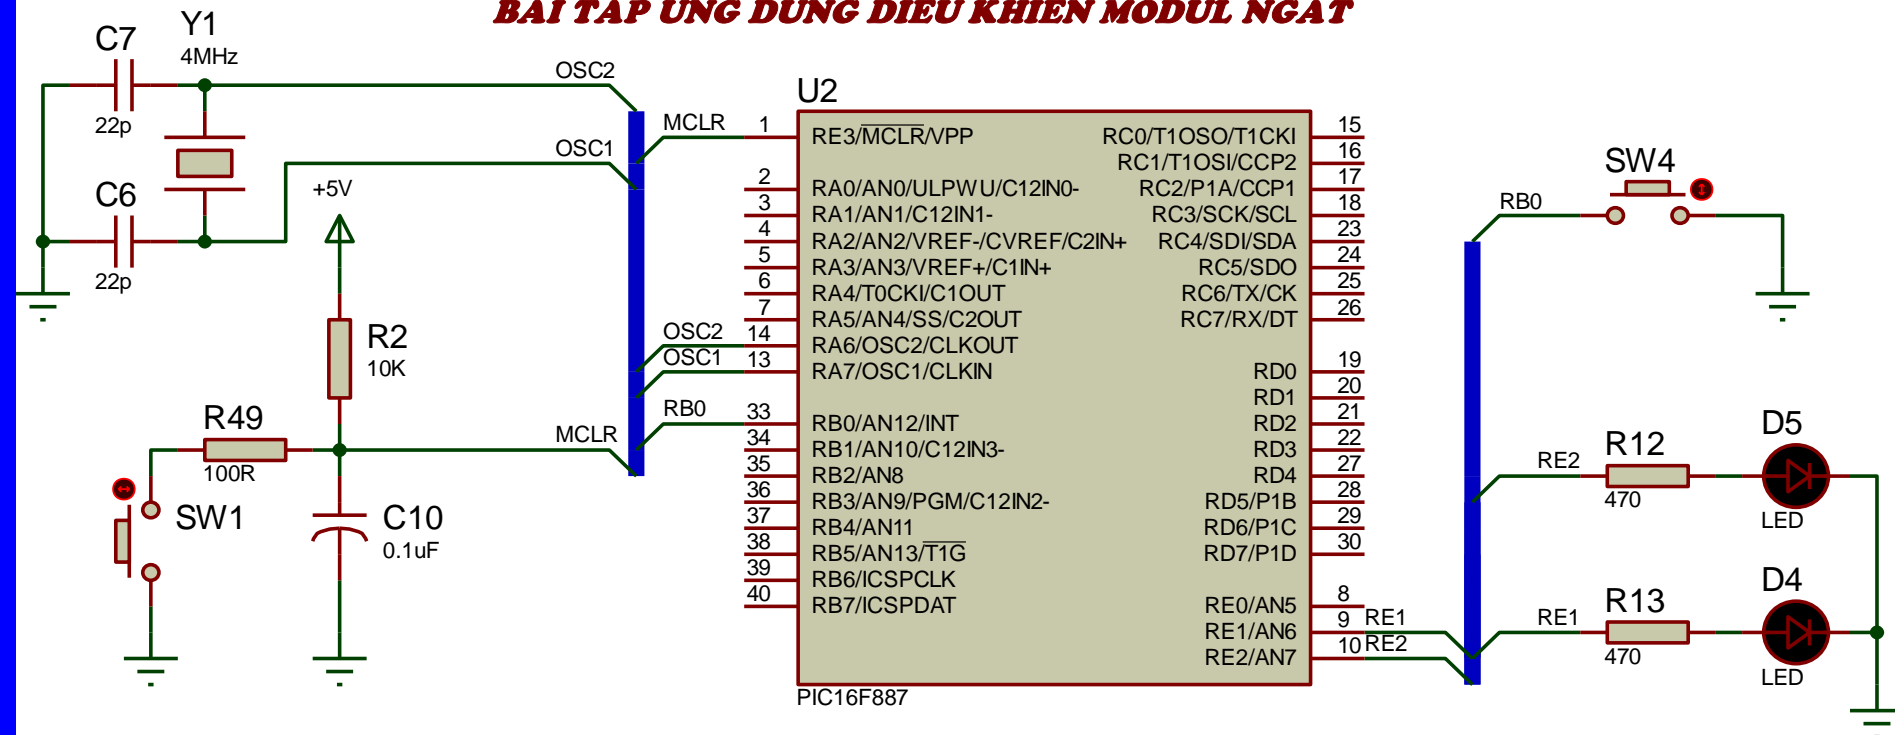 BAI TAP UNG DUNG DIEU KHIEN MODUL NGAT
C7
22p
Y1
4MHz
OSC2
OSC1
C6
22p
+5V
R2
10K
R49
100R
MCLR
SW1
C10
0.1uF
MCLR
OSC2
OSC1
RB0
U2
1 RE3/MCLR/VPP
2 RA0/AN0/ULPWU/C12IN0-
3 RA1/AN1/C12IN1-
4 RA2/AN2/VREF-/CVREF/C2IN+
5 RA3/AN3/VREF+/C1IN+
6 RA4/T0CKI/C1OUT
7 RA5/AN4/SS/C2OUT
14 RA6/OSC2/CLKOUT
13 RA7/OSC1/CLKIN
33 RB0/AN12/INT
34 RB1/AN10/C12IN3-
35 RB2/AN8
36 RB3/AN9/PGM/C12IN2-
37 RB4/AN11
38 RB5/AN13/T1G
39 RB6/ICSPCLK
40 RB7/ICSPDAT
RC0/T1OSO/T1CKI 15
RC1/T1OSI/CCP2 16
RC2/P1A/CCP1 17
RC3/SCK/SCL 18
RC4/SDI/SDA 23
RC5/SDO 24
RC6/TX/CK 25
RC7/RX/DT 26
RD0 19
RD1 20
RD2 21
RD3 22
RD4 27
RD5/P1B 28
RD6/P1C 29
RD7/P1D 30
RE0/AN5 8
RE1/AN6 9 RE1
RE2/AN7 10 RE2
PIC16F887
SW4
RB0
RE2
R12
470
D5
LED
RE1
R13
470
D4
LED